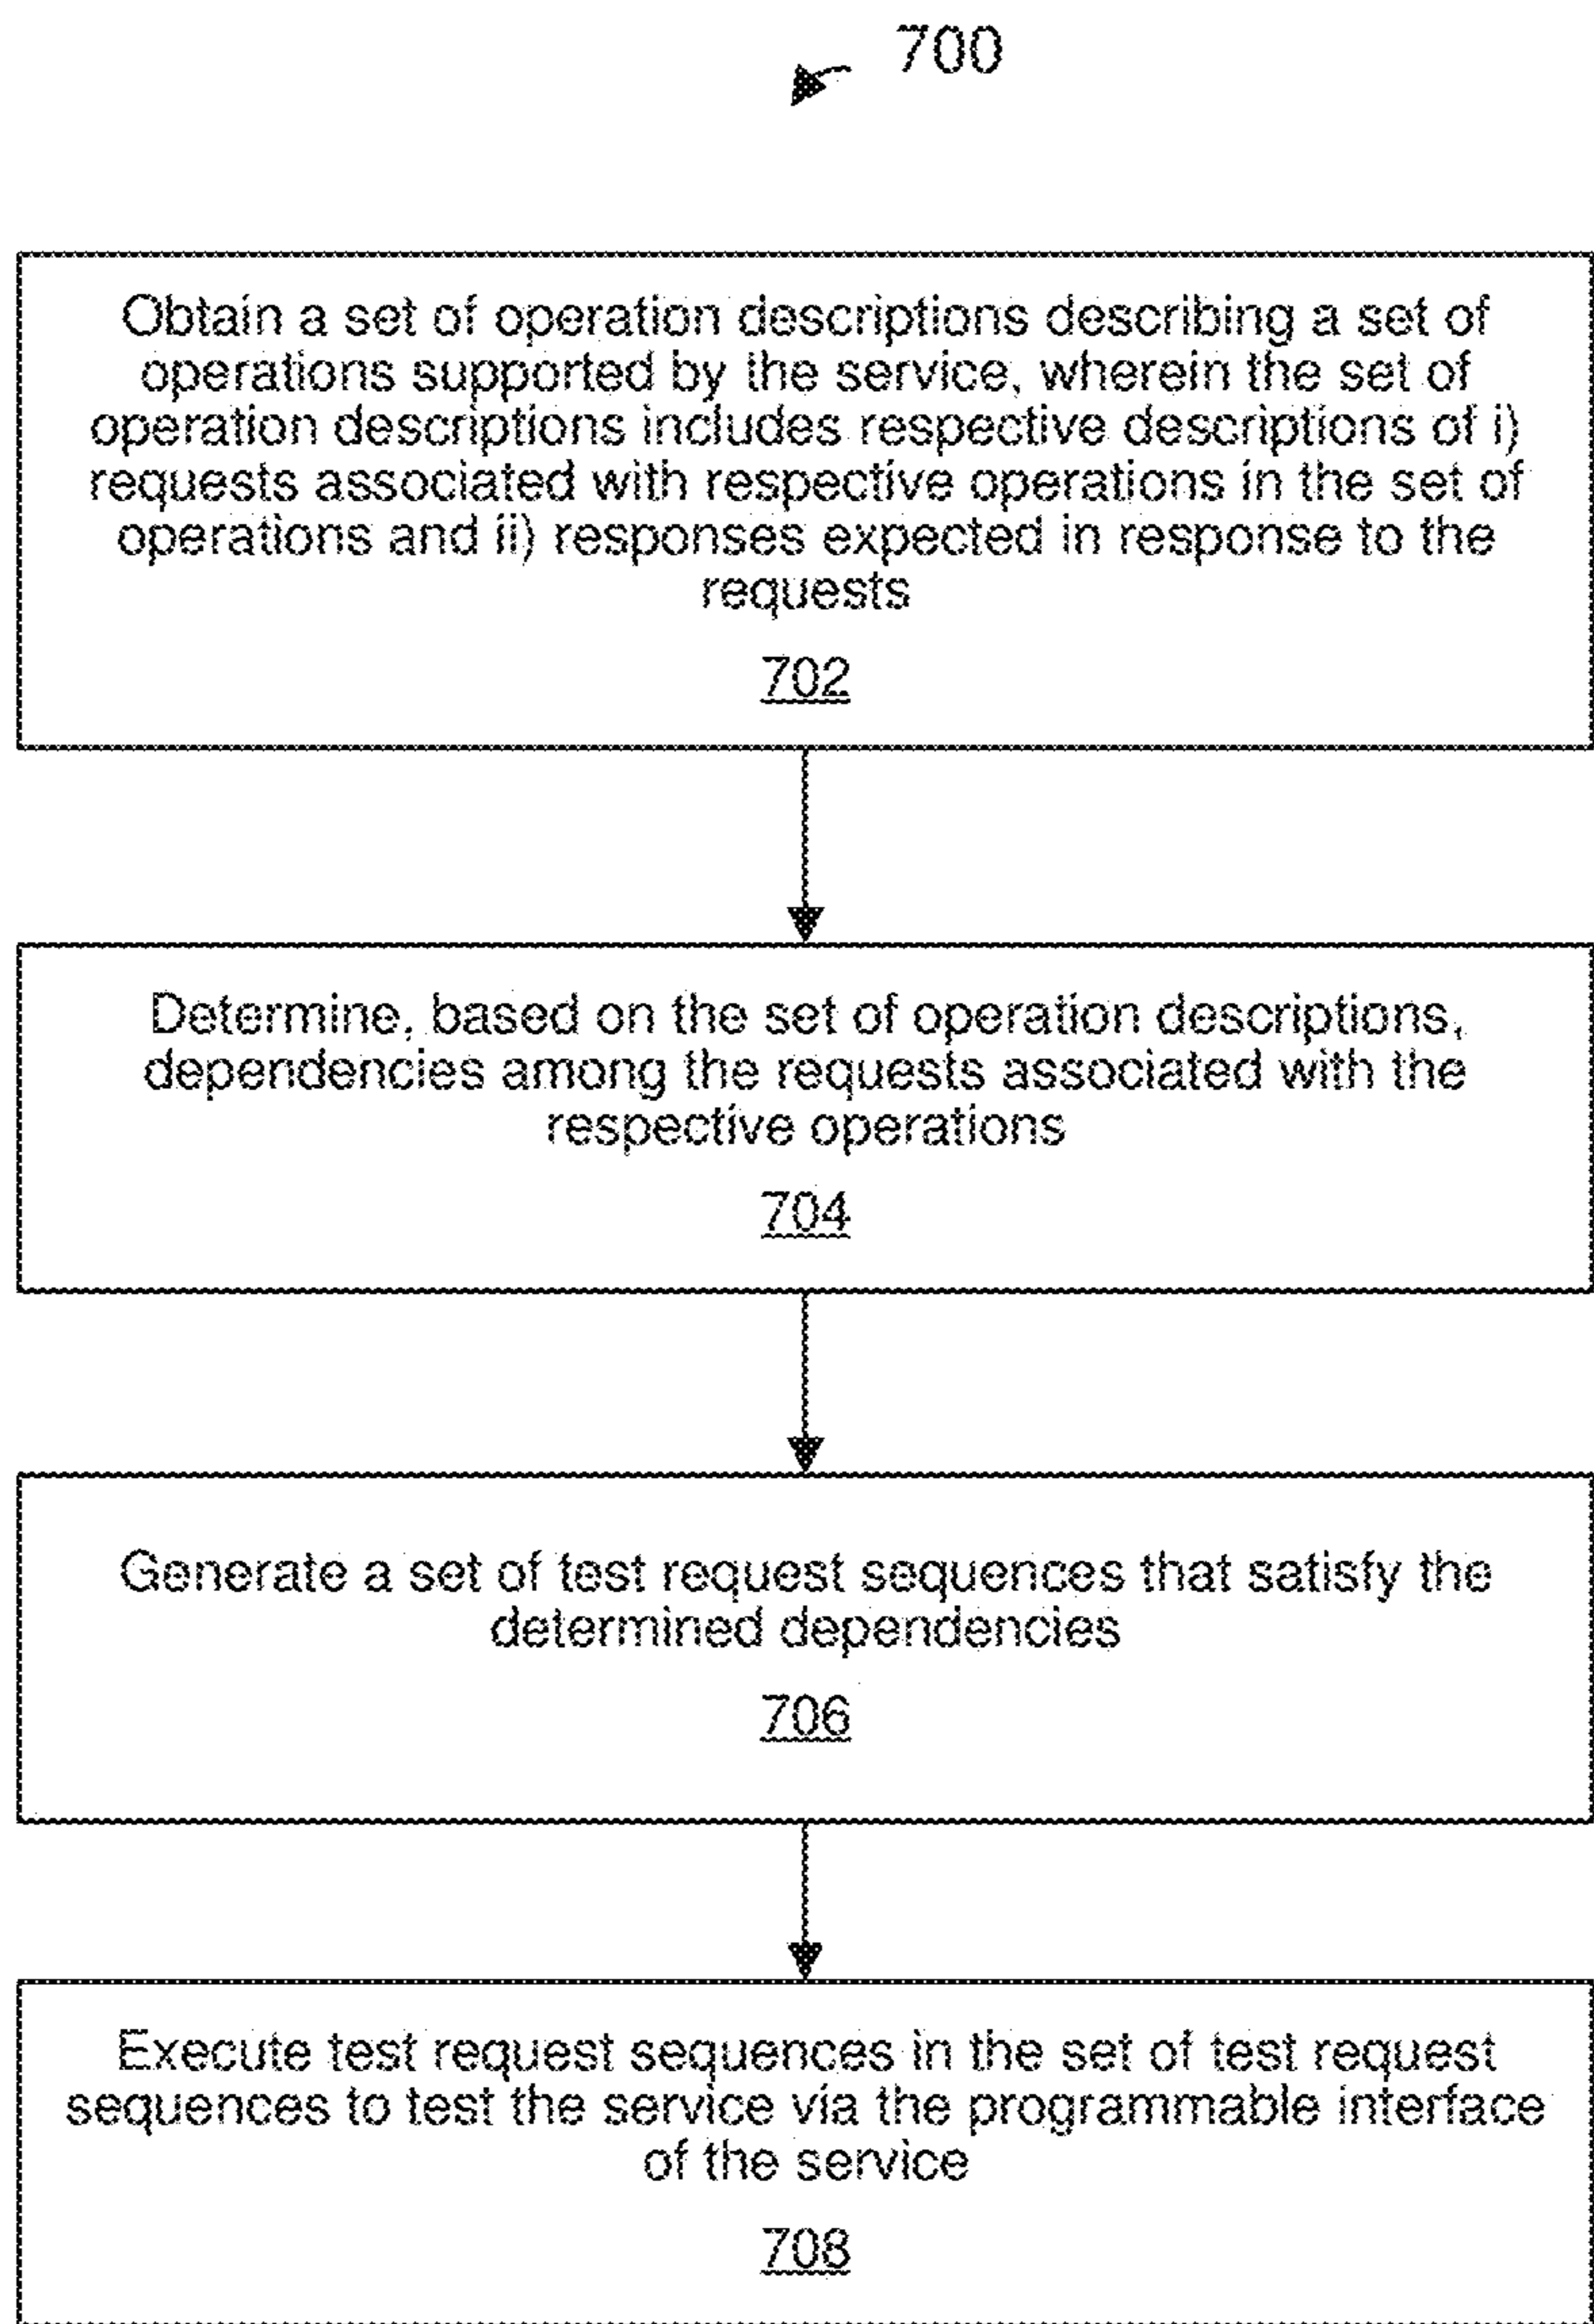 700
Obtain a set of operation descriptions describing a set of
operations supported by the service, wherein the set of
operation descriptions includes respective descriptions of i)
requests associated with respective operations in the set of
operations and ii) responses expected in response to the
requests
702
Determine, based on the set of operation descriptions,
dependencies among the requests associated with the
respective operations
704
Generate a set of test request sequences that satisfy the
determined dependencies
706
Execute test request sequences in the set of test request
sequences to test the service via the programmable interface
of the service
708